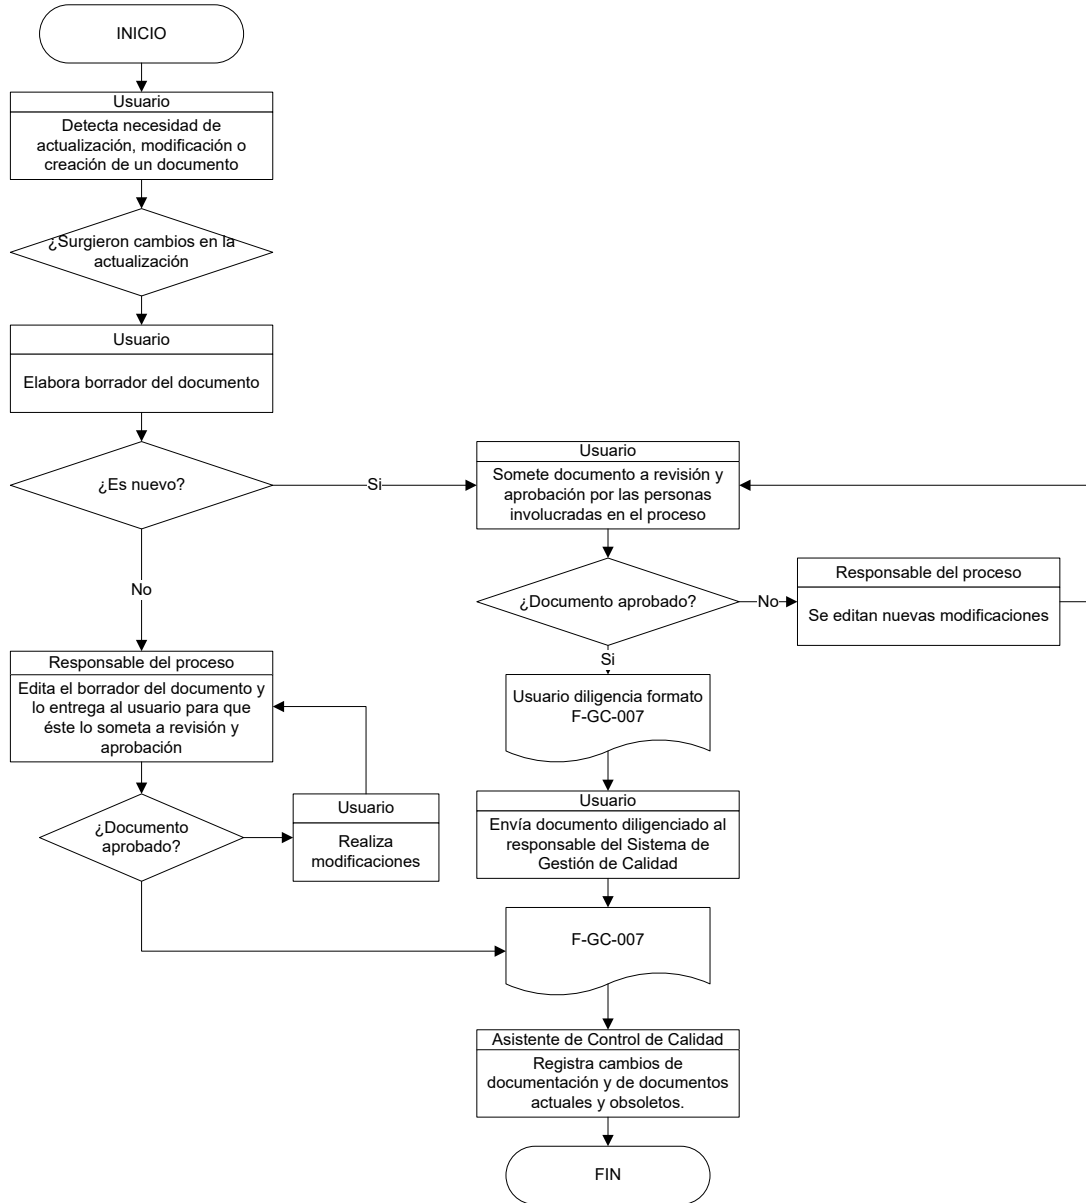 INICIO
Usuario
Detecta necesidad de
actualización, modificación o
creación de un documento
¿Surgieron cambios en la
actualización
Usuario
Elabora borrador del documento
¿Es nuevo?
Si
No
Responsable del proceso
Edita el borrador del documento y
lo entrega al usuario para que
éste lo someta a revisión y
aprobación
¿Documento
aprobado?
Usuario
Realiza
modificaciones
Usuario
Somete documento a revisión y
aprobación por las personas
involucradas en el proceso
¿Documento aprobado?
No
Responsable del proceso
Se editan nuevas modificaciones
Si
Usuario diligencia formato
F-GC-007
Usuario
Envía documento diligenciado al
responsable del Sistema de
Gestión de Calidad
F-GC-007
Asistente de Control de Calidad
Registra cambios de
documentación y de documentos
actuales y obsoletos.
FIN